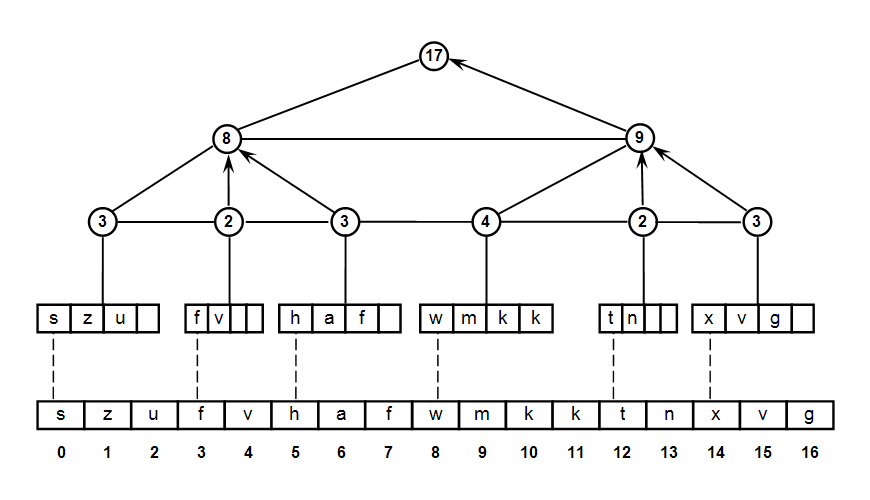 17
8 9
3 2 3 4 2 3
s z u f v h a f w m k k t n x v g
s z u f v h a f w m k k t n x v g
0 1 2 3 4 5 6 7 8 9 10 11 12 13 14 15 16